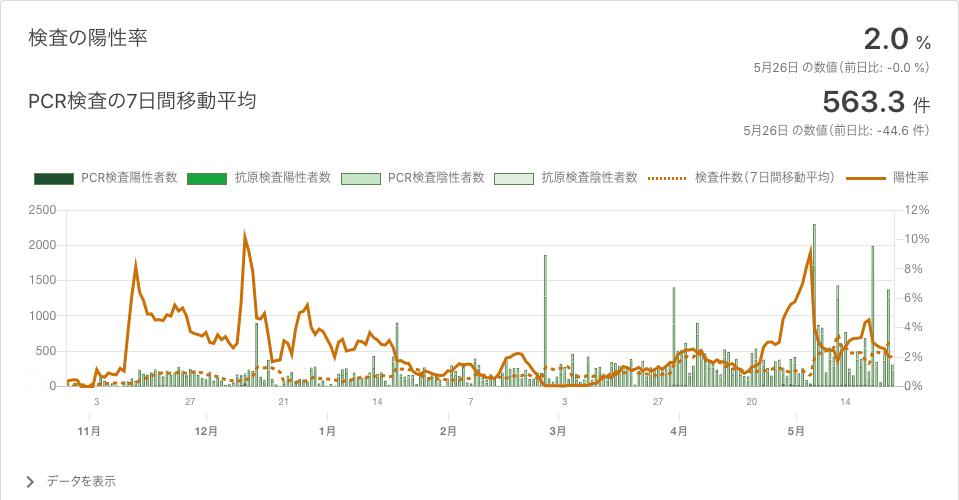 検査の陽性率
2.0 %
5月26日 の数値（前日比: -0.0 %）
PCR検査の7日間移動平均
563.3 件
5月26日 の数値（前日比: -44.6 件）
PCR検査陽性者数 抗原検査陽性者数 PCR検査陰性者数 抗原検査陰性者数 検査件数（7日間移動平均） 陽性率
2500 12%
2000 10%
1500 8%
6%
1000 4%
500 2%
0 0%
3 27 21 14 7 3 27 20 14
11月 12月 1月 2月 3月 4月 5月
データを表示